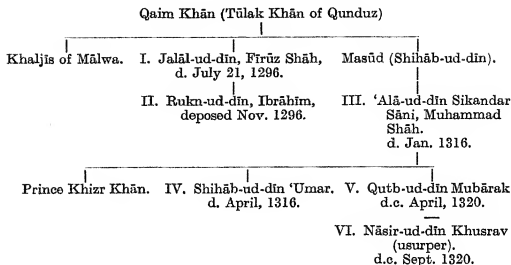 Qaim Khān (Tūlak Khān of Qunduz)
Khaljīs of Mālwa. I. Jalāl-ud-dīn, Fīrūz Shāh, Masūd (Shihāb-ud-dīn).
d. July 21, 1296.
II. Rukn-ud-dīn, Ibrāhīm, III. ‘Alā-ud-dīn Sikandar
deposed Nov. 1296. Sāni, Muhammad
Shāh.
d. Jan. 1316.
Prince Khizr Khān. IV. Shihāb-ud-dīn ‘Umar. V. Qutb-ud-dīn Mubārak
d. April, 1316. d.c. April, 1320.
VI. Nāsir-ud-dīn Khusrav
(usurper).
d.c. Sept. 1320.